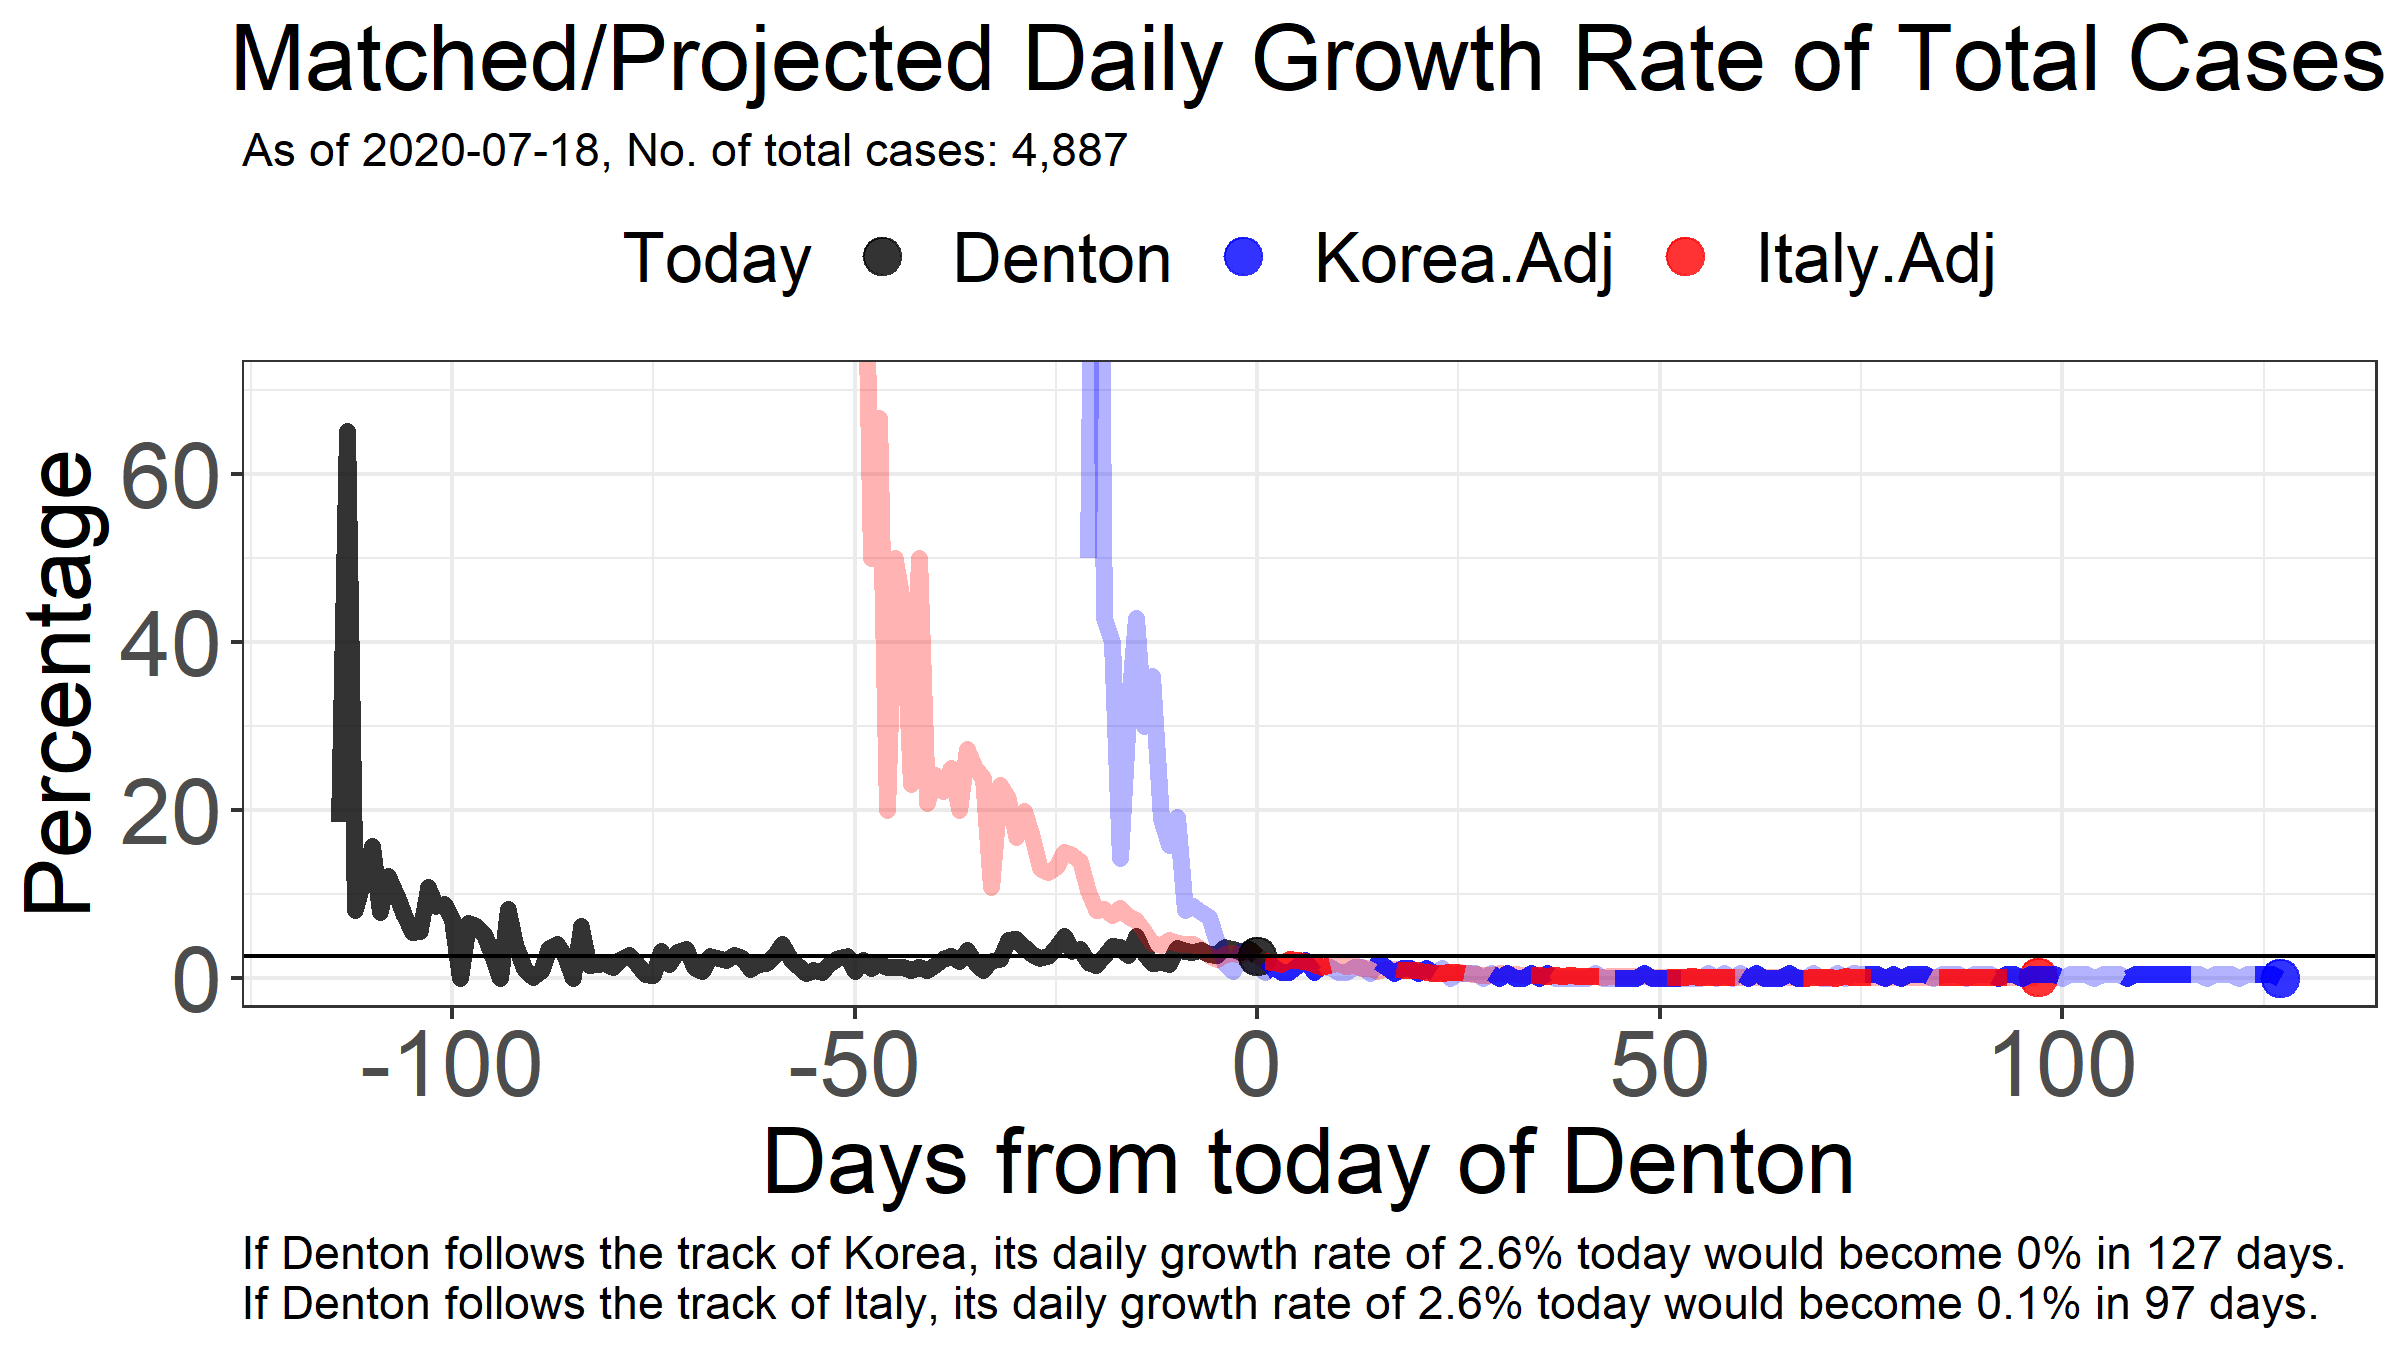 Matched/Projected Daily Growth Rate of Total Cases
As of 2020-07-18, No. of total cases: 4,887
Today Denton Korea.Adj Italy.Adj
Percentage
60
40
20
0
-100 -50 0 50 100
Days from today of Denton
If Denton follows the track of Korea, its daily growth rate of 2.6% today would become 0% in 127 days.
If Denton follows the track of Italy, its daily growth rate of 2.6% today would become 0.1% in 97 days.